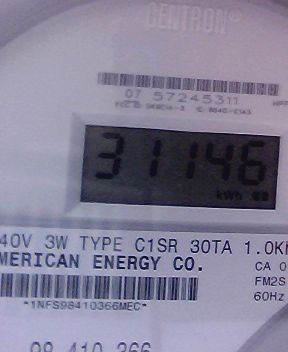 CENTRON®
07 57245311
31146
kWh
40V 3W TYPE C1SR 30TA 1.0K
MERICAN ENERGY CO.
CA 0
FM2S
60Hz
*1NFS98410366MEC*
98 410 366